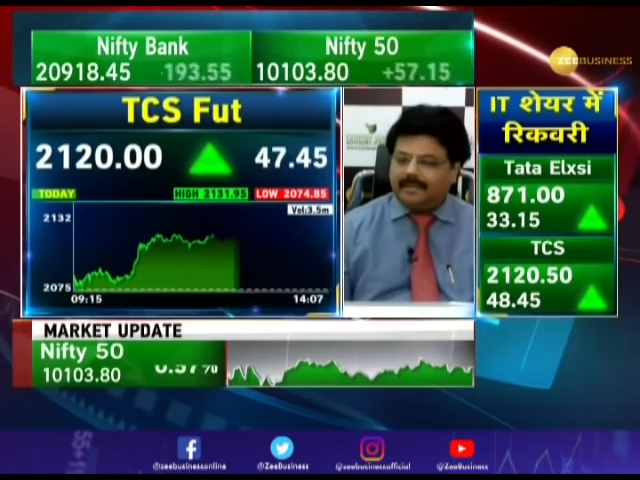 Nifty Bank
20918.45 -193.55
Nifty 50
10103.80 +57.15
ZEEBUSINESS
TCS Fut
2120.00 47.45
TODAY HIGH 2131.95 LOW 2074.85
Vol:3.5m
2132
2075
09:15 14:07
IT शेयर में
रिकवरी
Tata Elxsi
871.00
33.15
TCS
2120.50
48.45
MARKET UPDATE
Nifty 50
10103.80 0.57%
@zeebusinessonline
@ZeeBusiness
@zeebusinessofficial
@ZeeBusiness